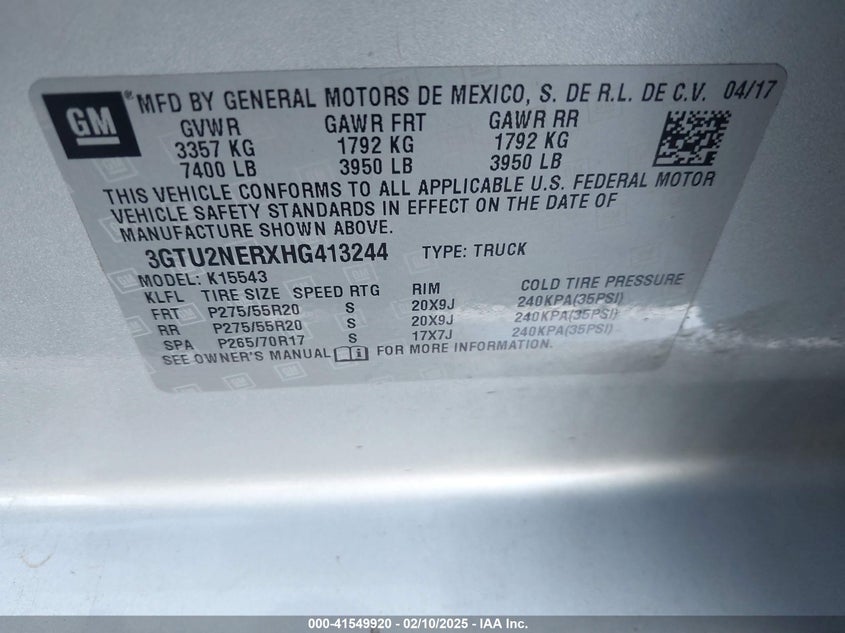 GM
® MFD BY GENERAL MOTORS DE MEXICO, S. DE R.L. DE C.V. 04/17
GVWR GAWR FRT GAWR RR
3357 KG 1792 KG 1792 KG
7400 LB 3950 LB 3950 LB
THIS VEHICLE CONFORMS TO ALL APPLICABLE U.S. FEDERAL MOTOR
VEHICLE SAFETY STANDARDS IN EFFECT ON THE DATE OF
MANUFACTURE SHOWN ABOVE.
3GTU2NERXHG413244 TYPE: TRUCK
MODEL: K15543
KLFL TIRE SIZE SPEED RTG RIM COLD TIRE PRESSURE
FRT P275/55R20 S 20X9J 240KPA(35PSI)
RR P275/55R20 S 20X9J 240KPA(35PSI)
SPA P265/70R17 S 17X7J 240KPA(35PSI)
SEE OWNER'S MANUAL FOR MORE INFORMATION.
000-41549920 - 02/10/2025 - IAA Inc.